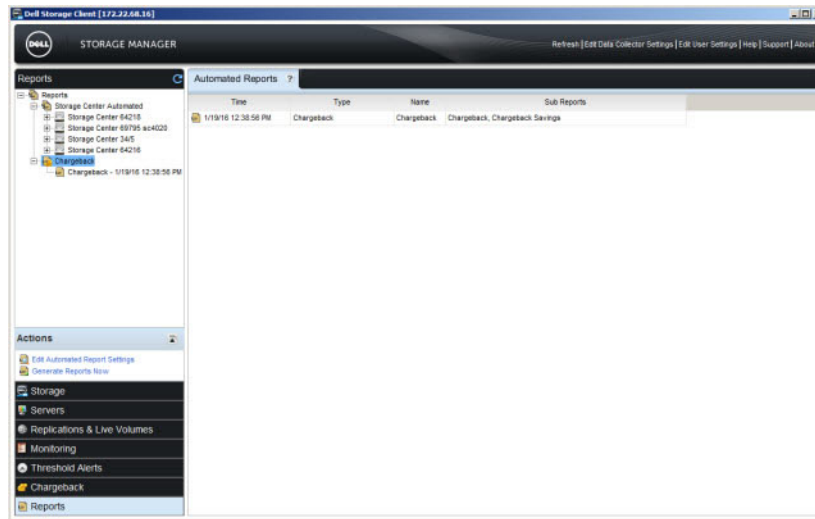 Dell Storage Client [172.22.68.16]
DELL
STORAGE MANAGER
Refresh | Edit Data Collector Settings | Edit User Settings | Help | Support | About
Reports
Automated Reports ?
Reports
Storage Center Automated
Storage Center 64218
Storage Center 69795 sc4020
Storage Center 34/5
Storage Center 64216
Chargeback
Chargeback - 1/19/16 12:38:56 PM
Time Type Name Sub Reports
1/19/16 12:38:56 PM Chargeback Chargeback Chargeback, Chargeback Savings
Actions
Edit Automated Report Settings
Generate Reports Now
Storage
Servers
Replications & Live Volumes
Monitoring
Threshold Alerts
Chargeback
Reports